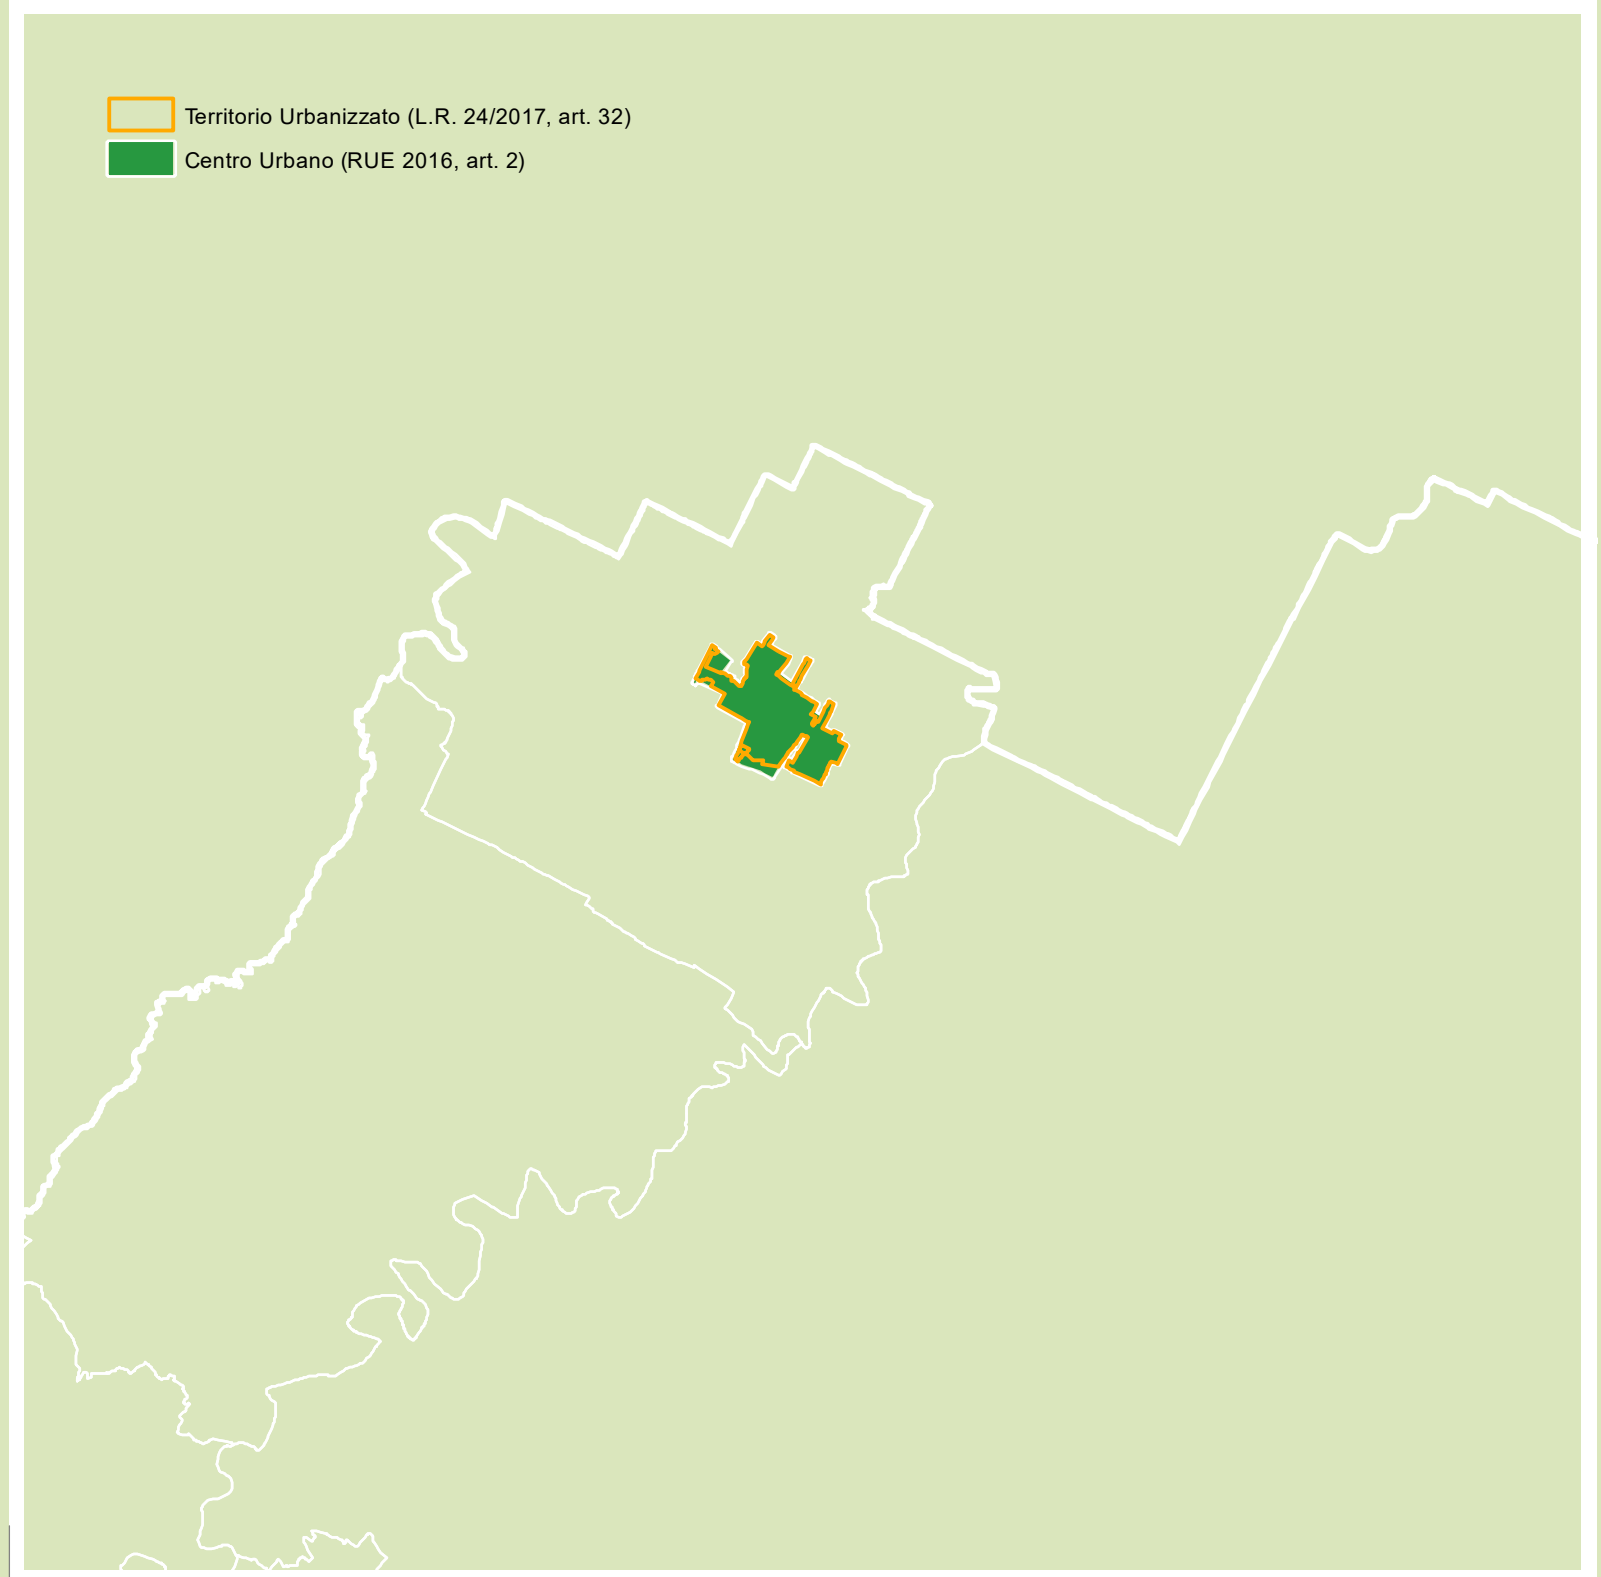 Territorio Urbanizzato (L.R. 24/2017, art. 32)
Centro Urbano (RUE 2016, art. 2)